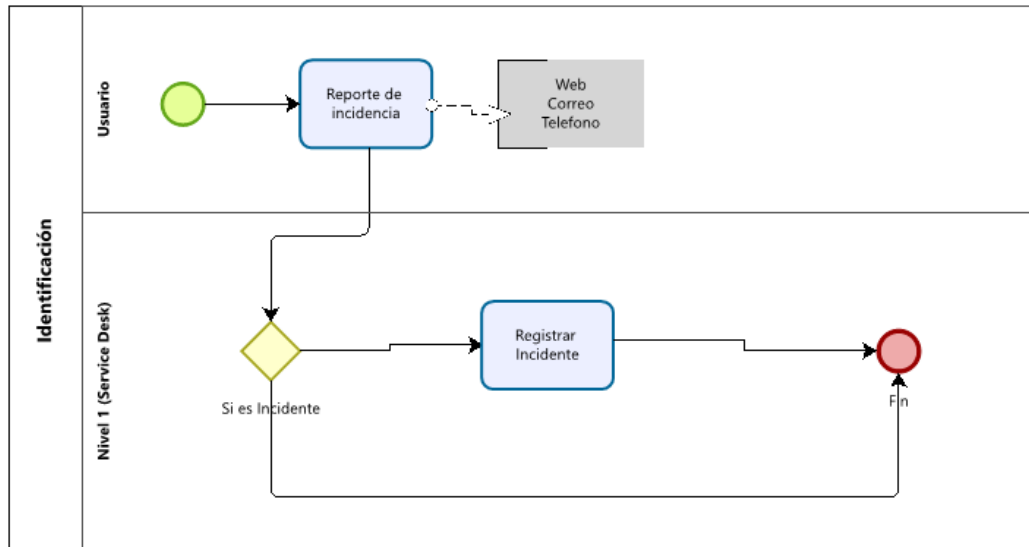 Identificación
Usuario
Reporte de
incidencia
Web
Correo
Telefono
Nivel 1 (Service Desk)
Si es Incidente
Registrar
Incidente
Fin